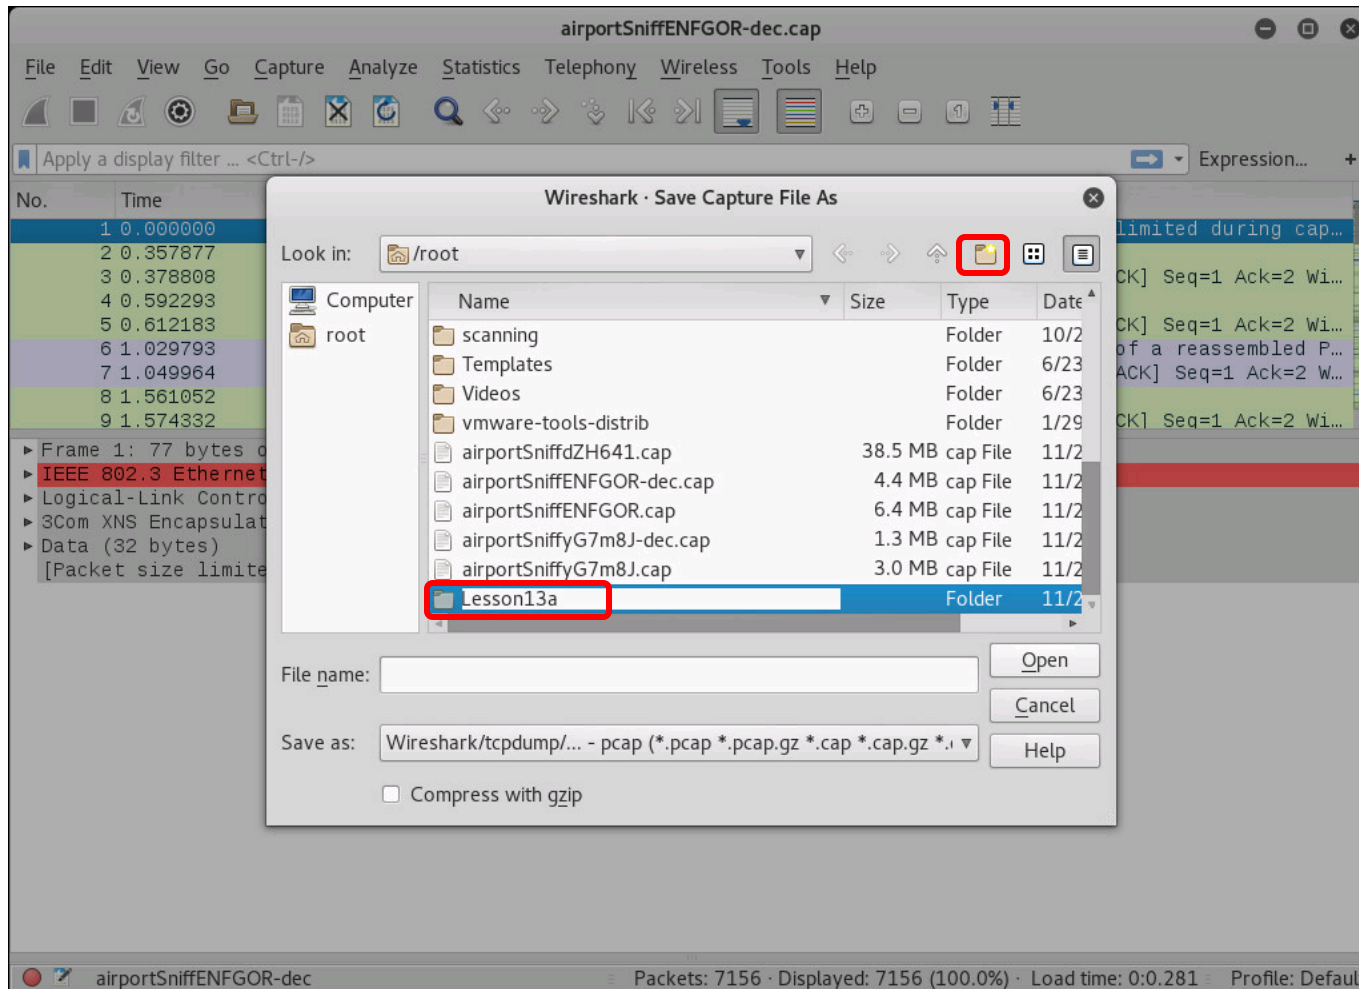 airportSniffENFGOR-dec.cap
File Edit View Go Capture Analyze Statistics Telephony Wireless Tools Help
Apply a display filter ... <Ctrl-/> Expression... +
No. Time
1 0.000000 limited during cap...
2 0.357877
3 0.378808 CK] Seq=1 Ack=2 Wi...
4 0.592293
5 0.612183 CK] Seq=1 Ack=2 Wi...
6 1.029793 of a reassembled P...
7 1.049964 ACK] Seq=1 Ack=2 W...
8 1.561052
9 1.574332 CK] Seq=1 Ack=2 Wi...
Frame 1: 77 bytes o
IEEE 802.3 Ethernet
Logical-Link Contro
3Com XNS Encapsulat
Data (32 bytes)
[Packet size limite
Wireshark · Save Capture File As
Look in: /root
Computer
root
Name Size Type Date
scanning Folder 10/2
Templates Folder 6/23
Videos Folder 6/23
vmware-tools-distrib Folder 1/29
airportSniffdZH641.cap 38.5 MB cap File 11/2
airportSniffENFGOR-dec.cap 4.4 MB cap File 11/2
airportSniffENFGOR.cap 6.4 MB cap File 11/2
airportSniffyG7m8J-dec.cap 1.3 MB cap File 11/2
airportSniffyG7m8J.cap 3.0 MB cap File 11/2
Lesson13a Folder 11/2
File name: Open
Cancel
Save as: Wireshark/tcpdump/... - pcap (*.pcap *.pcap.gz *.cap *.cap.gz *.
Help
Compress with gzip
airportSniffENFGOR-dec Packets: 7156 · Displayed: 7156 (100.0%) · Load time: 0:0.281 Profile: Defaul